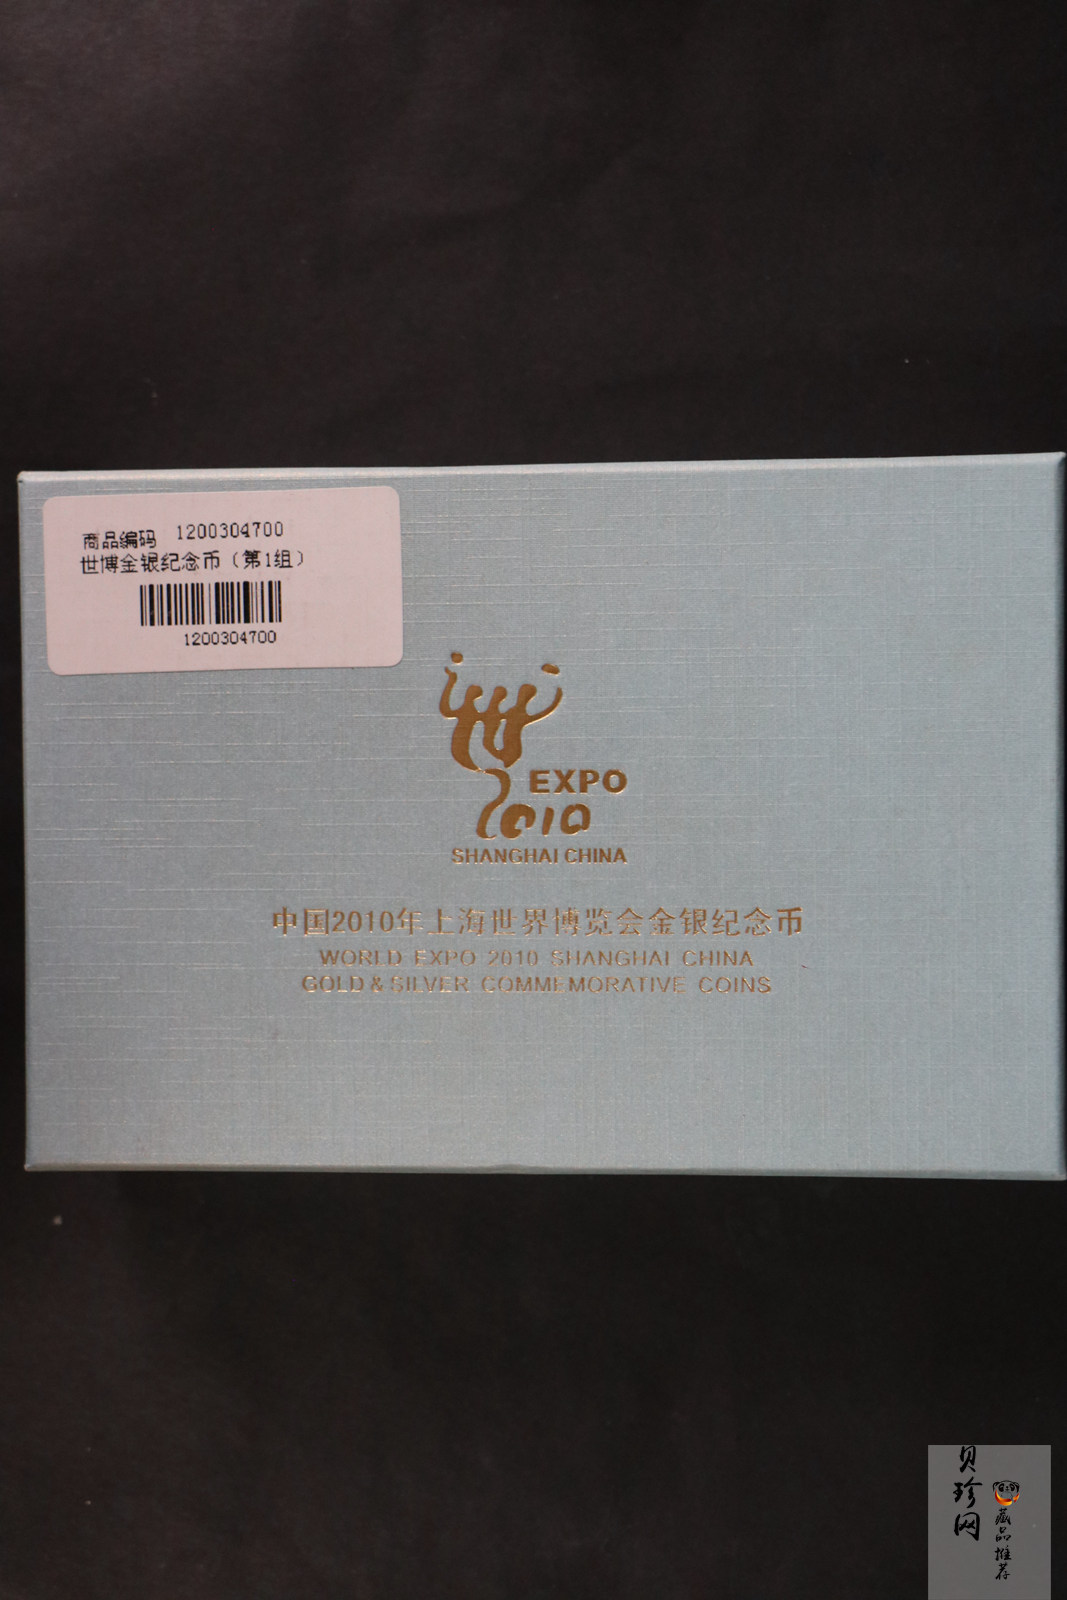 商品编码 1200304700
世博金银纪念币（第1组）
1200304700
EXPO
2010
SHANGHAI CHINA
中国2010年上海世界博览会金银纪念币
WORLD EXPO 2010 SHANGHAI CHINA
GOLD & SILVER COMMEMORATIVE COINS
贝珍网
藏品推荐